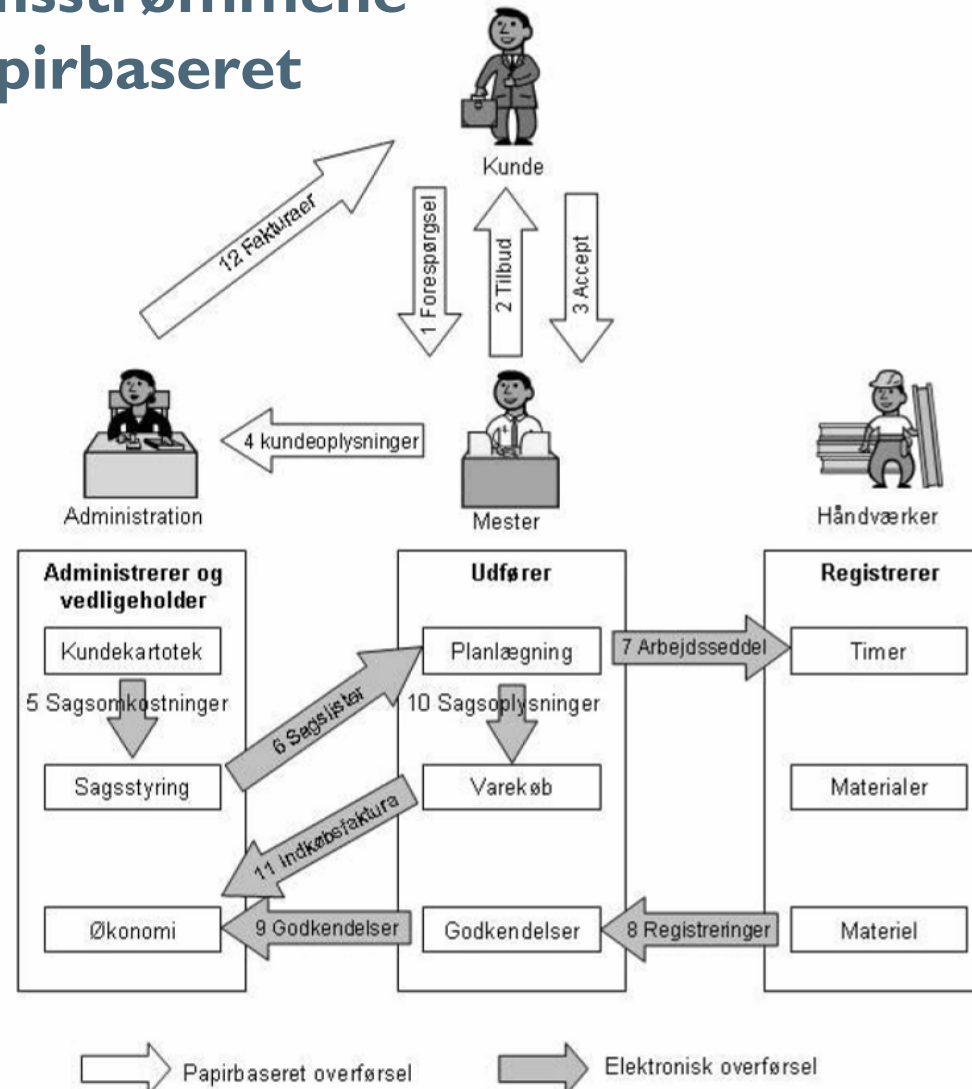 nsstrømmene
pirbaseret
Kunde
12 Fakturaer
1 Forespørgsel
2 Tilbud
3 Accept
4 kundeoplysninger
Administration
Mester
Håndværker
Administrerer og
vedligeholder
Kundekartotek
5 Sagsomkostninger
Sagsstyring
Økonomi
6 Sagslister
Udfører
Planlægning
10 Sagsoplysninger
Varekøb
11 Indkøbsfaktura
Godkendelser
9 Godkendelser
7 Arbejdsseddel
8 Registreringer
Registrerer
Timer
Materialer
Materiel
Papirbaseret overførsel
Elektronisk overførsel